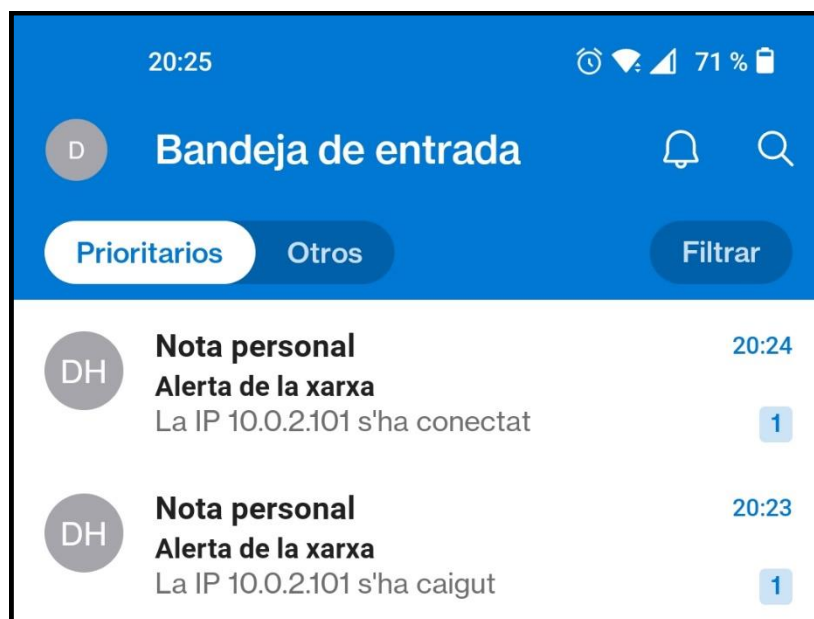 20:25 71 %
D Bandeja de entrada
Prioritarios Otros Filtrar
DH Nota personal 20:24
Alerta de la xarxa
La IP 10.0.2.101 s'ha conectat 1
DH Nota personal 20:23
Alerta de la xarxa
La IP 10.0.2.101 s'ha caigut 1